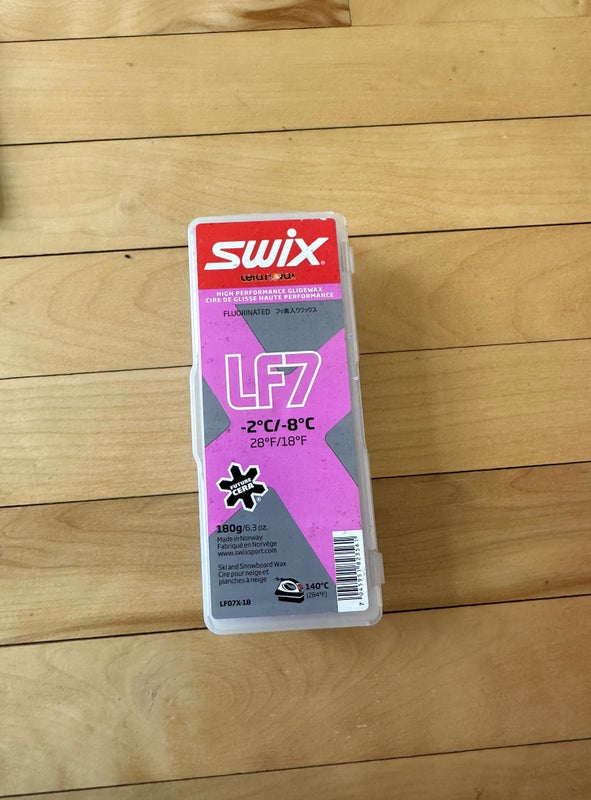 SWIX®
CERA NOVA
HIGH PERFORMANCE GLIDEWAX
CIRE DE GLISSE HAUTE PERFORMANCE
FLUORINATED フッ素入りワックス
LF7
-2°C/-8°C
28°F/18°F
FUTURE CERA ®
180g/6.3 oz.
Made in Norway
Fabriqué en Norvège
www.swixsport.com
Ski and Snowboard Wax
Cire pour neige et
planches à neige
140°C
(284°F)
LF07X-18